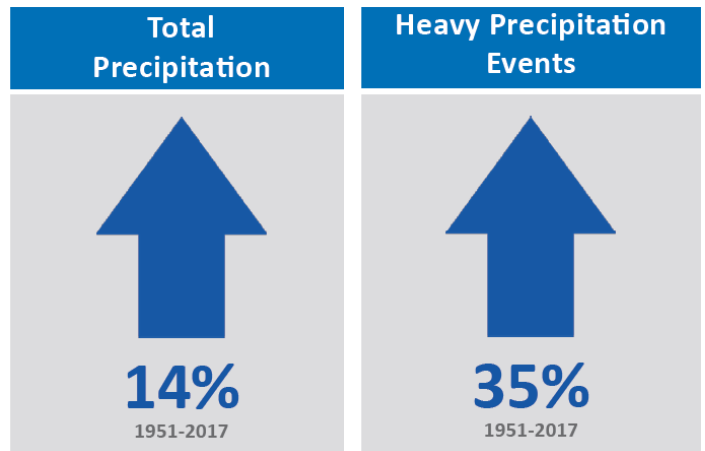 Total
Precipitation
14%
1951-2017
Heavy Precipitation
Events
35%
1951-2017